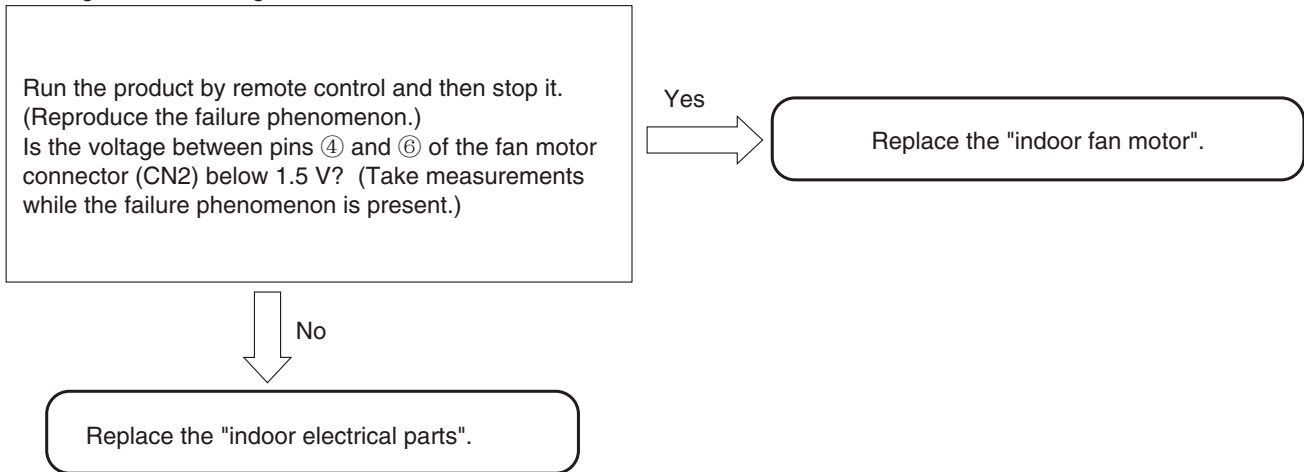 Run the product by remote control and then stop it.
(Reproduce the failure phenomenon.)
Is the voltage between pins ④ and ⑥ of the fan motor
connector (CN2) below 1.5 V?  (Take measurements
while the failure phenomenon is present.)
Yes
Replace the "indoor fan motor".
No
Replace the "indoor electrical parts".